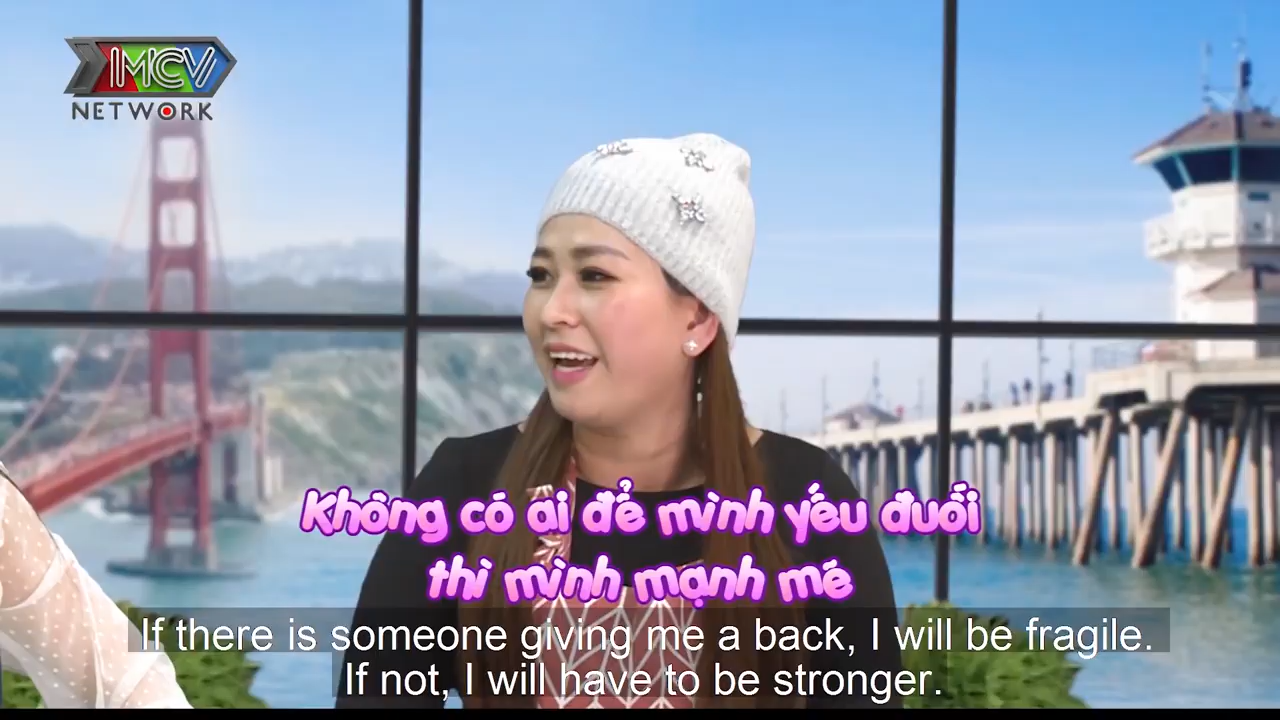 MCV
NETWORK
Không có ai để mình yếu đuối
thì mình mạnh mẽ
If there is someone giving me a back, I will be fragile.
If not, I will have to be stronger.